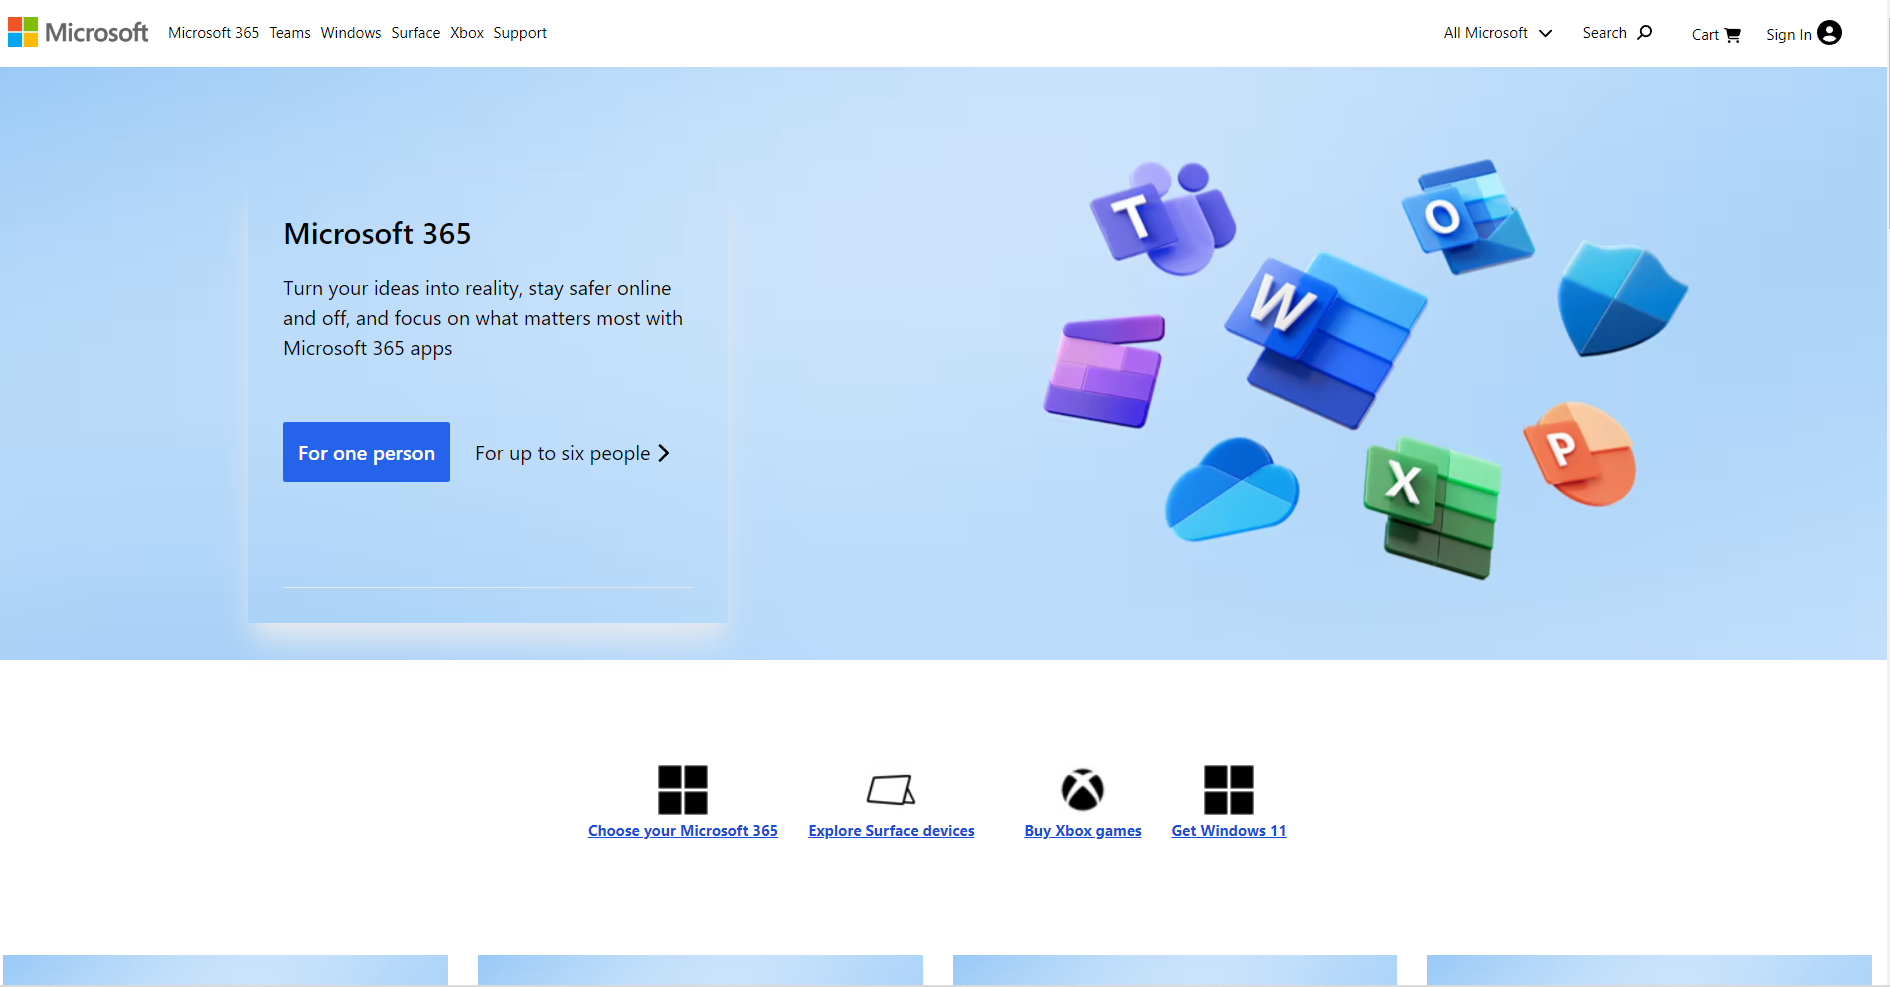 Microsoft
Microsoft 365 Teams Windows Surface Xbox Support
All Microsoft
Search
Cart
Sign In
Microsoft 365
Turn your ideas into reality, stay safer online
and off, and focus on what matters most with
Microsoft 365 apps
For one person
For up to six people
T
O
W
X
P
Choose your Microsoft 365
Explore Surface devices
Buy Xbox games
Get Windows 11